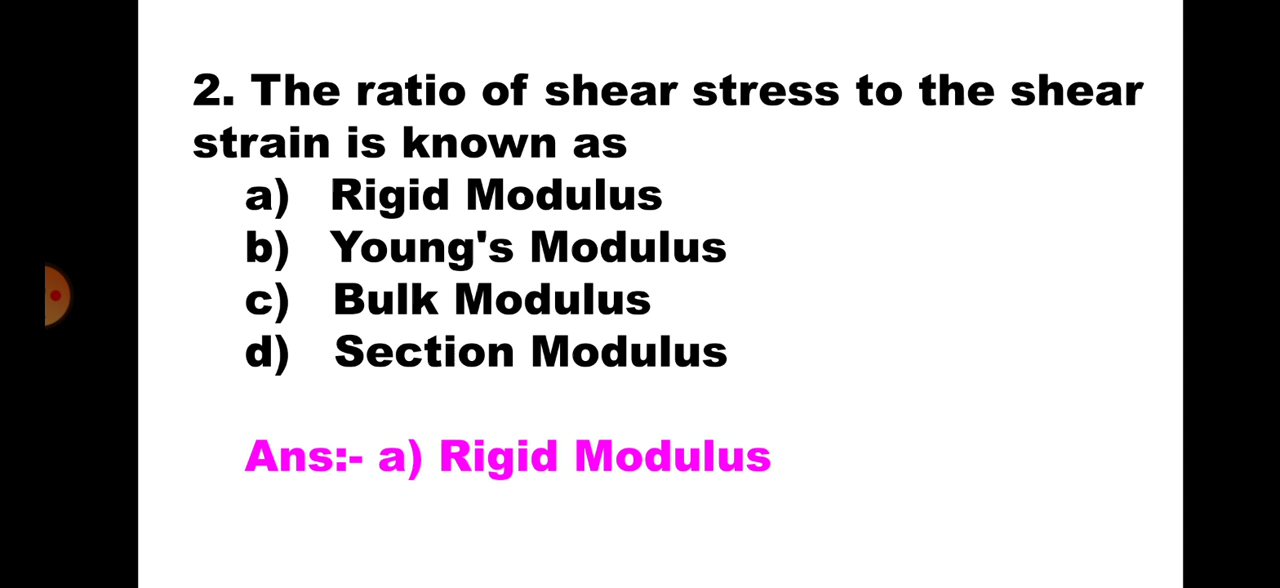 2. The ratio of shear stress to the shear
strain is known as
a) Rigid Modulus
b) Young's Modulus
c) Bulk Modulus
d) Section Modulus
Ans:- a) Rigid Modulus